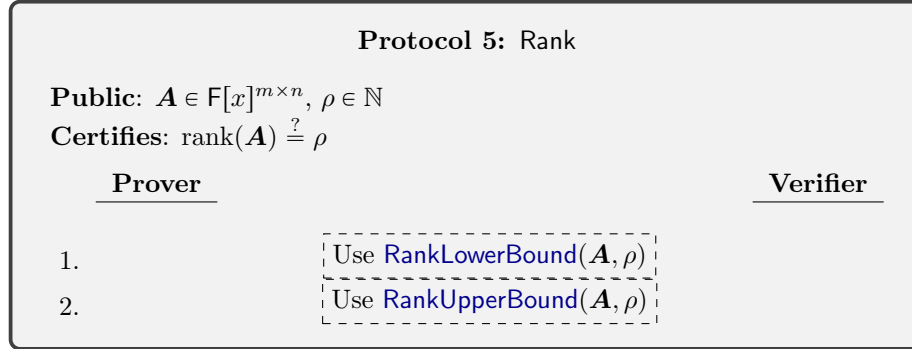 Protocol 5: Rank
Public: A ∈ F[x]^{m×n}, ρ ∈ ℕ
Certifies: rank(A) ≟ ρ
Prover Verifier
1. Use RankLowerBound(A, ρ)
2. Use RankUpperBound(A, ρ)